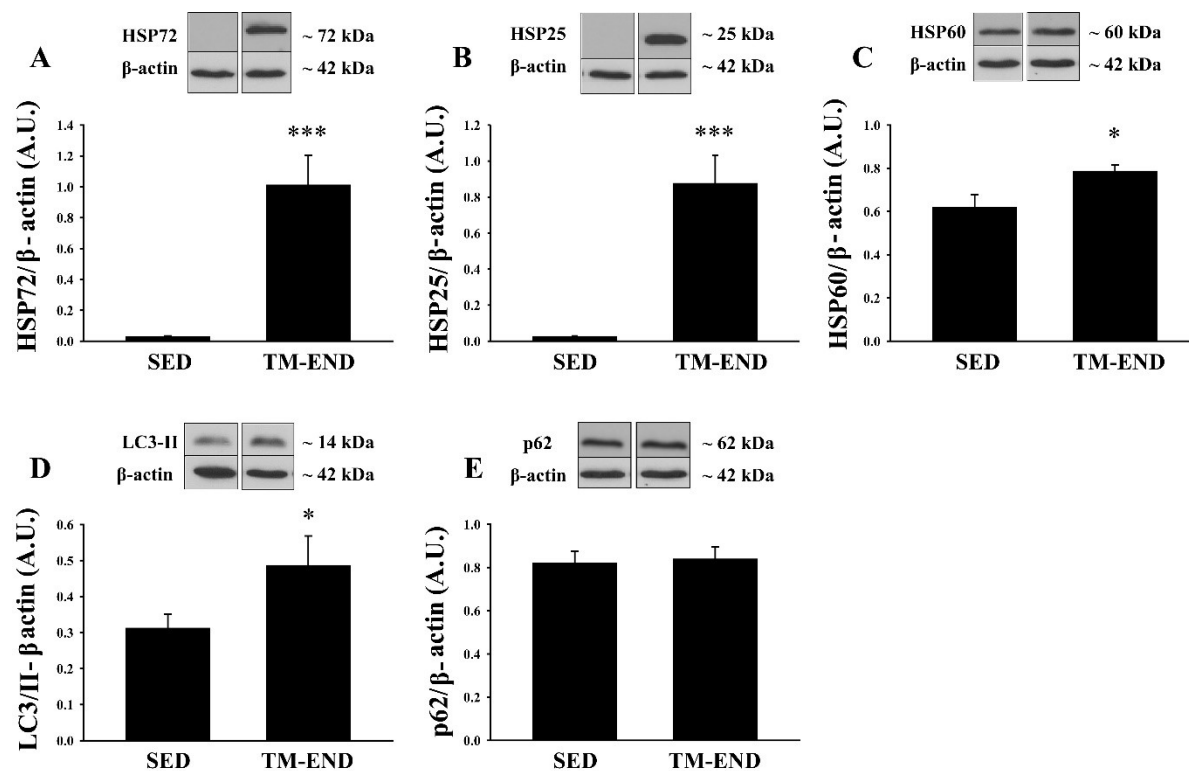 A
HSP72
~ 72 kDa
β-actin
~ 42 kDa
HSP72/β- actin (A.U.)
1.4
1.2
1.0
0.8
0.6
0.4
0.2
0.0
***
SED
TM-END
B
HSP25
~ 25 kDa
β-actin
~ 42 kDa
HSP25/β-actin (A.U.)
1.2
1.0
0.8
0.6
0.4
0.2
0.0
***
SED
TM-END
C
HSP60
~ 60 kDa
β-actin
~ 42 kDa
HSP60/β- actin (A.U.)
1.0
0.8
0.6
0.4
0.2
0.0
*
SED
TM-END
D
LC3-II
~ 14 kDa
β-actin
~ 42 kDa
LC3/II- β actin (A.U.)
0.6
0.5
0.4
0.3
0.2
0.1
0.0
*
SED
TM-END
E
p62
~ 62 kDa
β-actin
~ 42 kDa
p62/β- actin (A.U.)
1.0
0.8
0.6
0.4
0.2
0.0
SED
TM-END